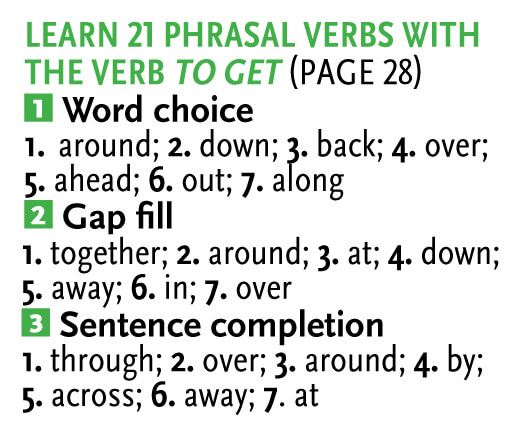 LEARN 21 PHRASAL VERBS WITH
THE VERB TO GET (PAGE 28)
1 Word choice
1. around; 2. down; 3. back; 4. over;
5. ahead; 6. out; 7. along
2 Gap fill
1. together; 2. around; 3. at; 4. down;
5. away; 6. in; 7. over
3 Sentence completion
1. through; 2. over; 3. around; 4. by;
5. across; 6. away; 7. at